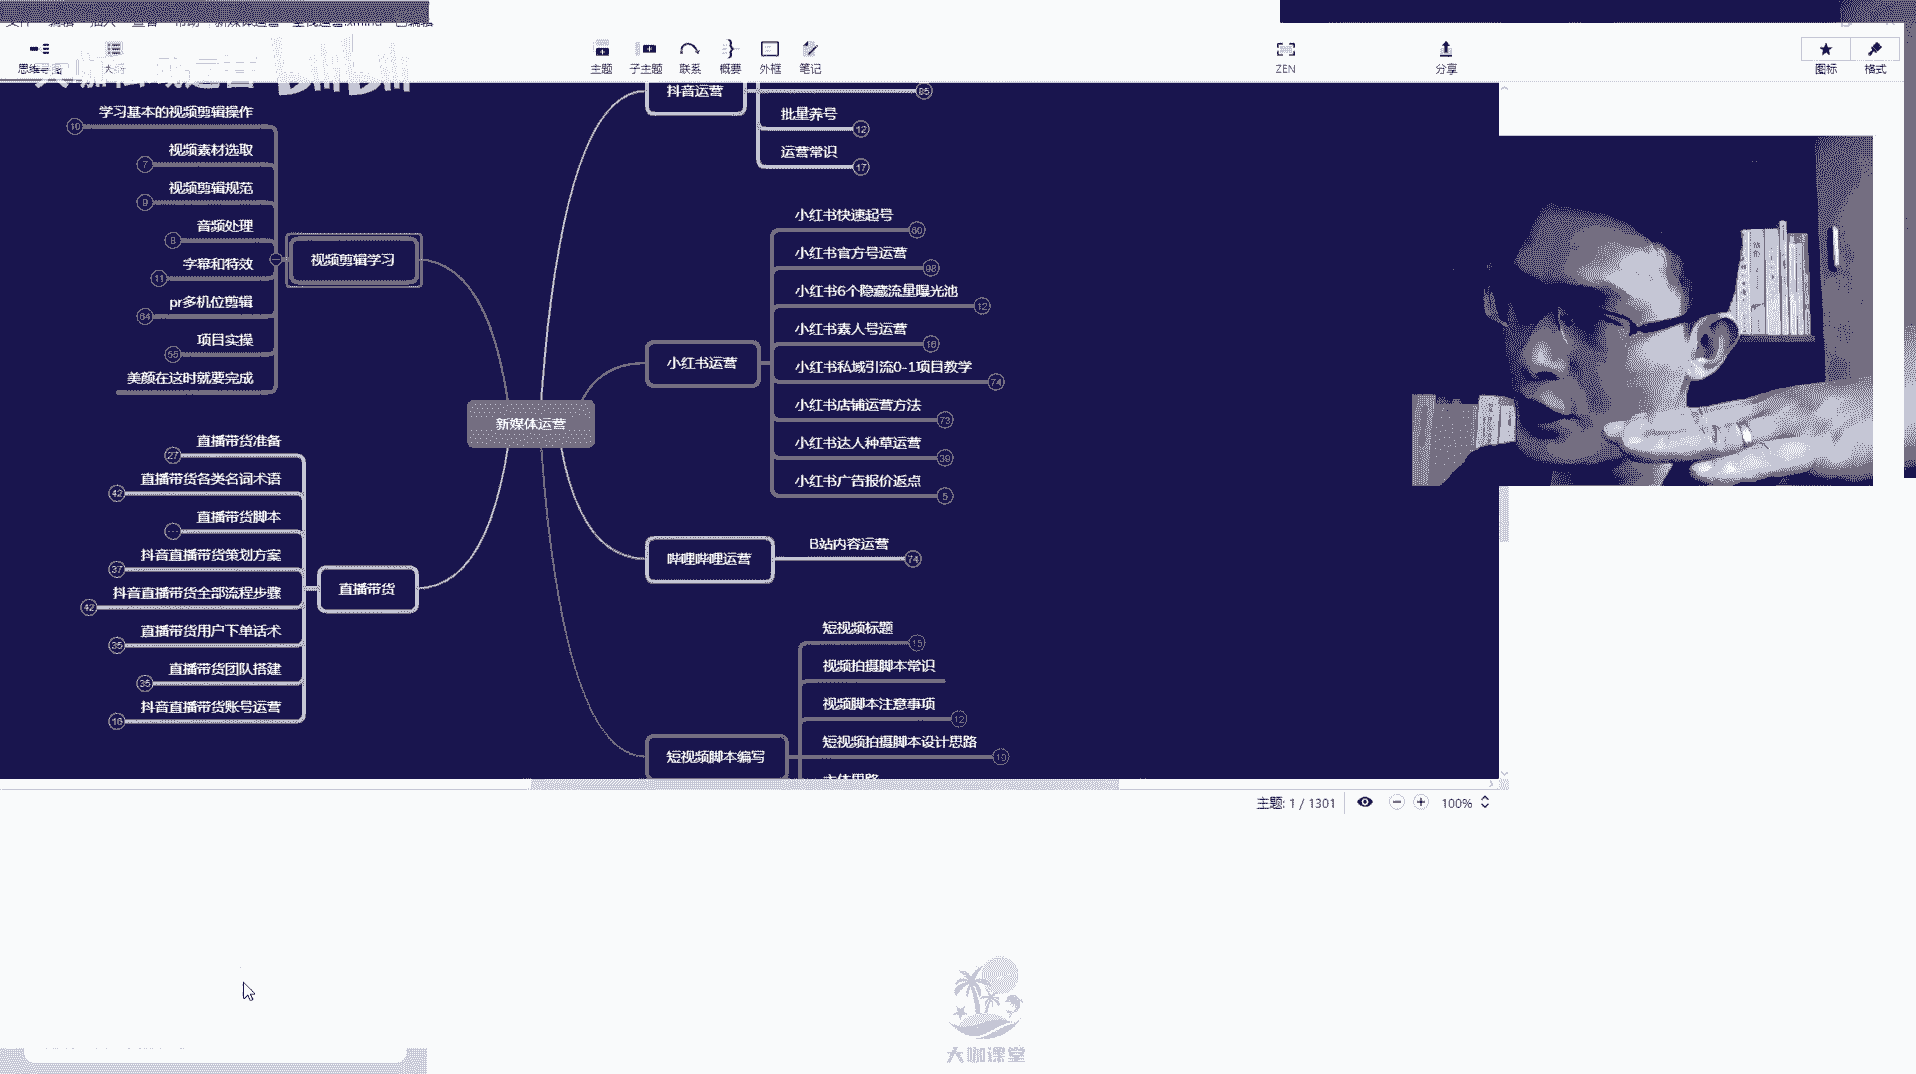 思维导图
大纲
主题
子主题
联系
概要
外框
笔记
ZEN
分享
图标
格式
bilibili
学习基本的视频剪辑操作
10
视频素材选取
7
视频剪辑规范
9
音频处理
8
字幕和特效
11
pr多机位剪辑
64
项目实操
55
美颜在这时就要完成
视频剪辑学习
直播带货准备
27
直播带货各类名词术语
42
直播带货脚本
抖音直播带货策划方案
37
抖音直播带货全部流程步骤
42
直播带货用户下单话术
35
直播带货团队搭建
35
抖音直播带货账号运营
16
直播带货
新媒体运营
抖音运营
85
批量养号
12
运营常识
17
小红书运营
小红书快速起号
60
小红书官方号运营
98
小红书6个隐藏流量曝光池
12
小红书素人号运营
16
小红书私域引流0-1项目教学
74
小红书店铺运营方法
73
小红书达人种草运营
39
小红书广告报价返点
5
哔哩哔哩运营
B站内容运营
74
短视频脚本编写
短视频标题
15
视频拍摄脚本常识
视频脚本注意事项
12
短视频拍摄脚本设计思路
19
主体思路
主题: 1 / 1301
100%
大咖课堂